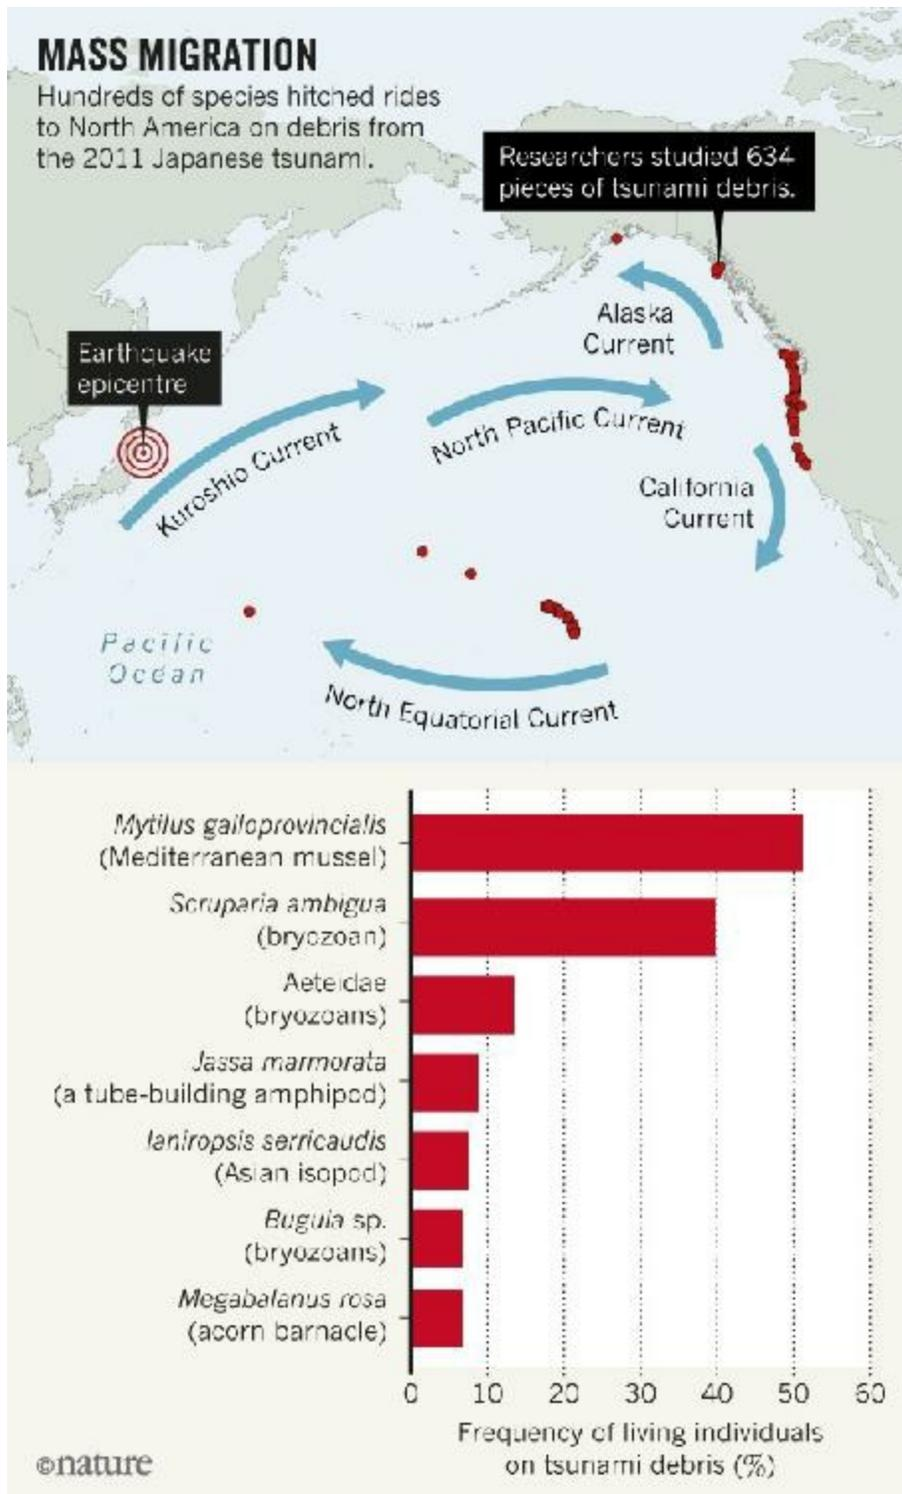 MASS MIGRATION
Hundreds of species hitched rides
to North America on debris from
the 2011 Japanese tsunami.
Researchers studied 634
pieces of tsunami debris.
Alaska
Current
Earthquake
epicentre
Kuroshio Current
North Pacific Current
California
Current
Pacific
Ocean
North Equatorial Current
Mytilus galloprovincialis
(Mediterranean mussel)
Scruparia ambigua
(bryozoan)
Aeteidae
(bryozoans)
Jassa marmorata
(a tube-building amphipod)
Ianiropsis serricaudis
(Asian isopod)
Bugula sp.
(bryozoans)
Megabalanus rosa
(acorn barnacle)
0 10 20 30 40 50 60
Frequency of living individuals
on tsunami debris (%)
©nature